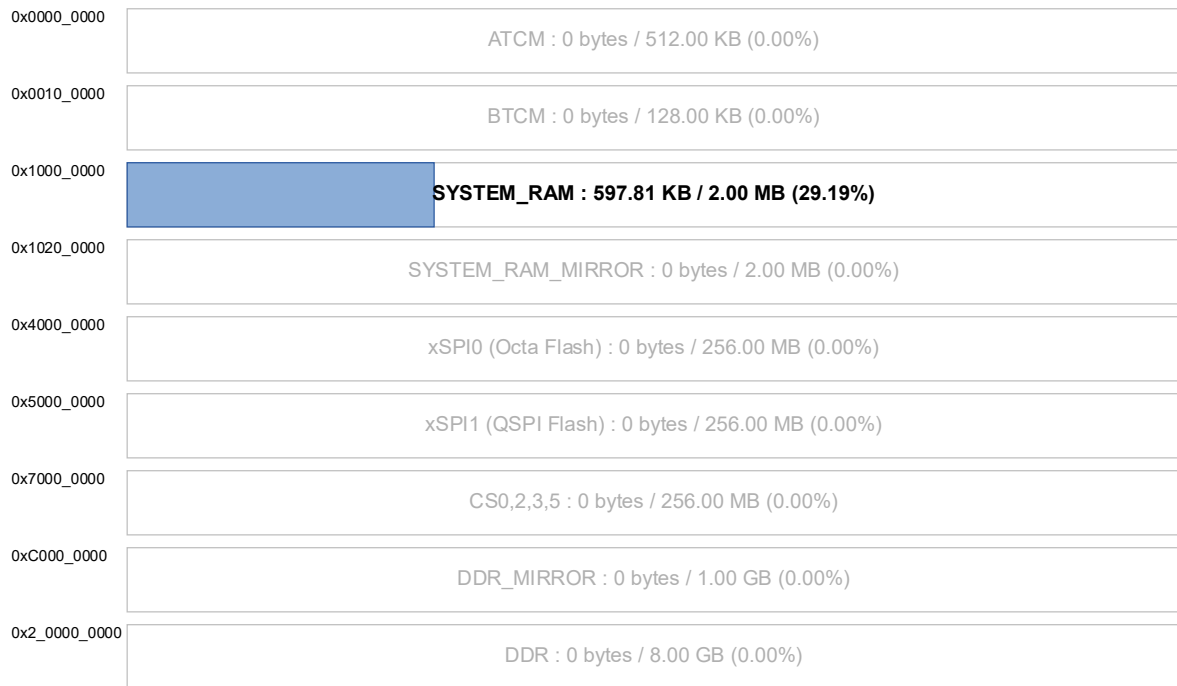 0x0000_0000
ATCM : 0 bytes / 512.00 KB (0.00%)
0x0010_0000
BTCM : 0 bytes / 128.00 KB (0.00%)
0x1000_0000
SYSTEM_RAM : 597.81 KB / 2.00 MB (29.19%)
0x1020_0000
SYSTEM_RAM_MIRROR : 0 bytes / 2.00 MB (0.00%)
0x4000_0000
xSPI0 (Octa Flash) : 0 bytes / 256.00 MB (0.00%)
0x5000_0000
xSPI1 (QSPI Flash) : 0 bytes / 256.00 MB (0.00%)
0x7000_0000
CS0,2,3,5 : 0 bytes / 256.00 MB (0.00%)
0xC000_0000
DDR_MIRROR : 0 bytes / 1.00 GB (0.00%)
0x2_0000_0000
DDR : 0 bytes / 8.00 GB (0.00%)